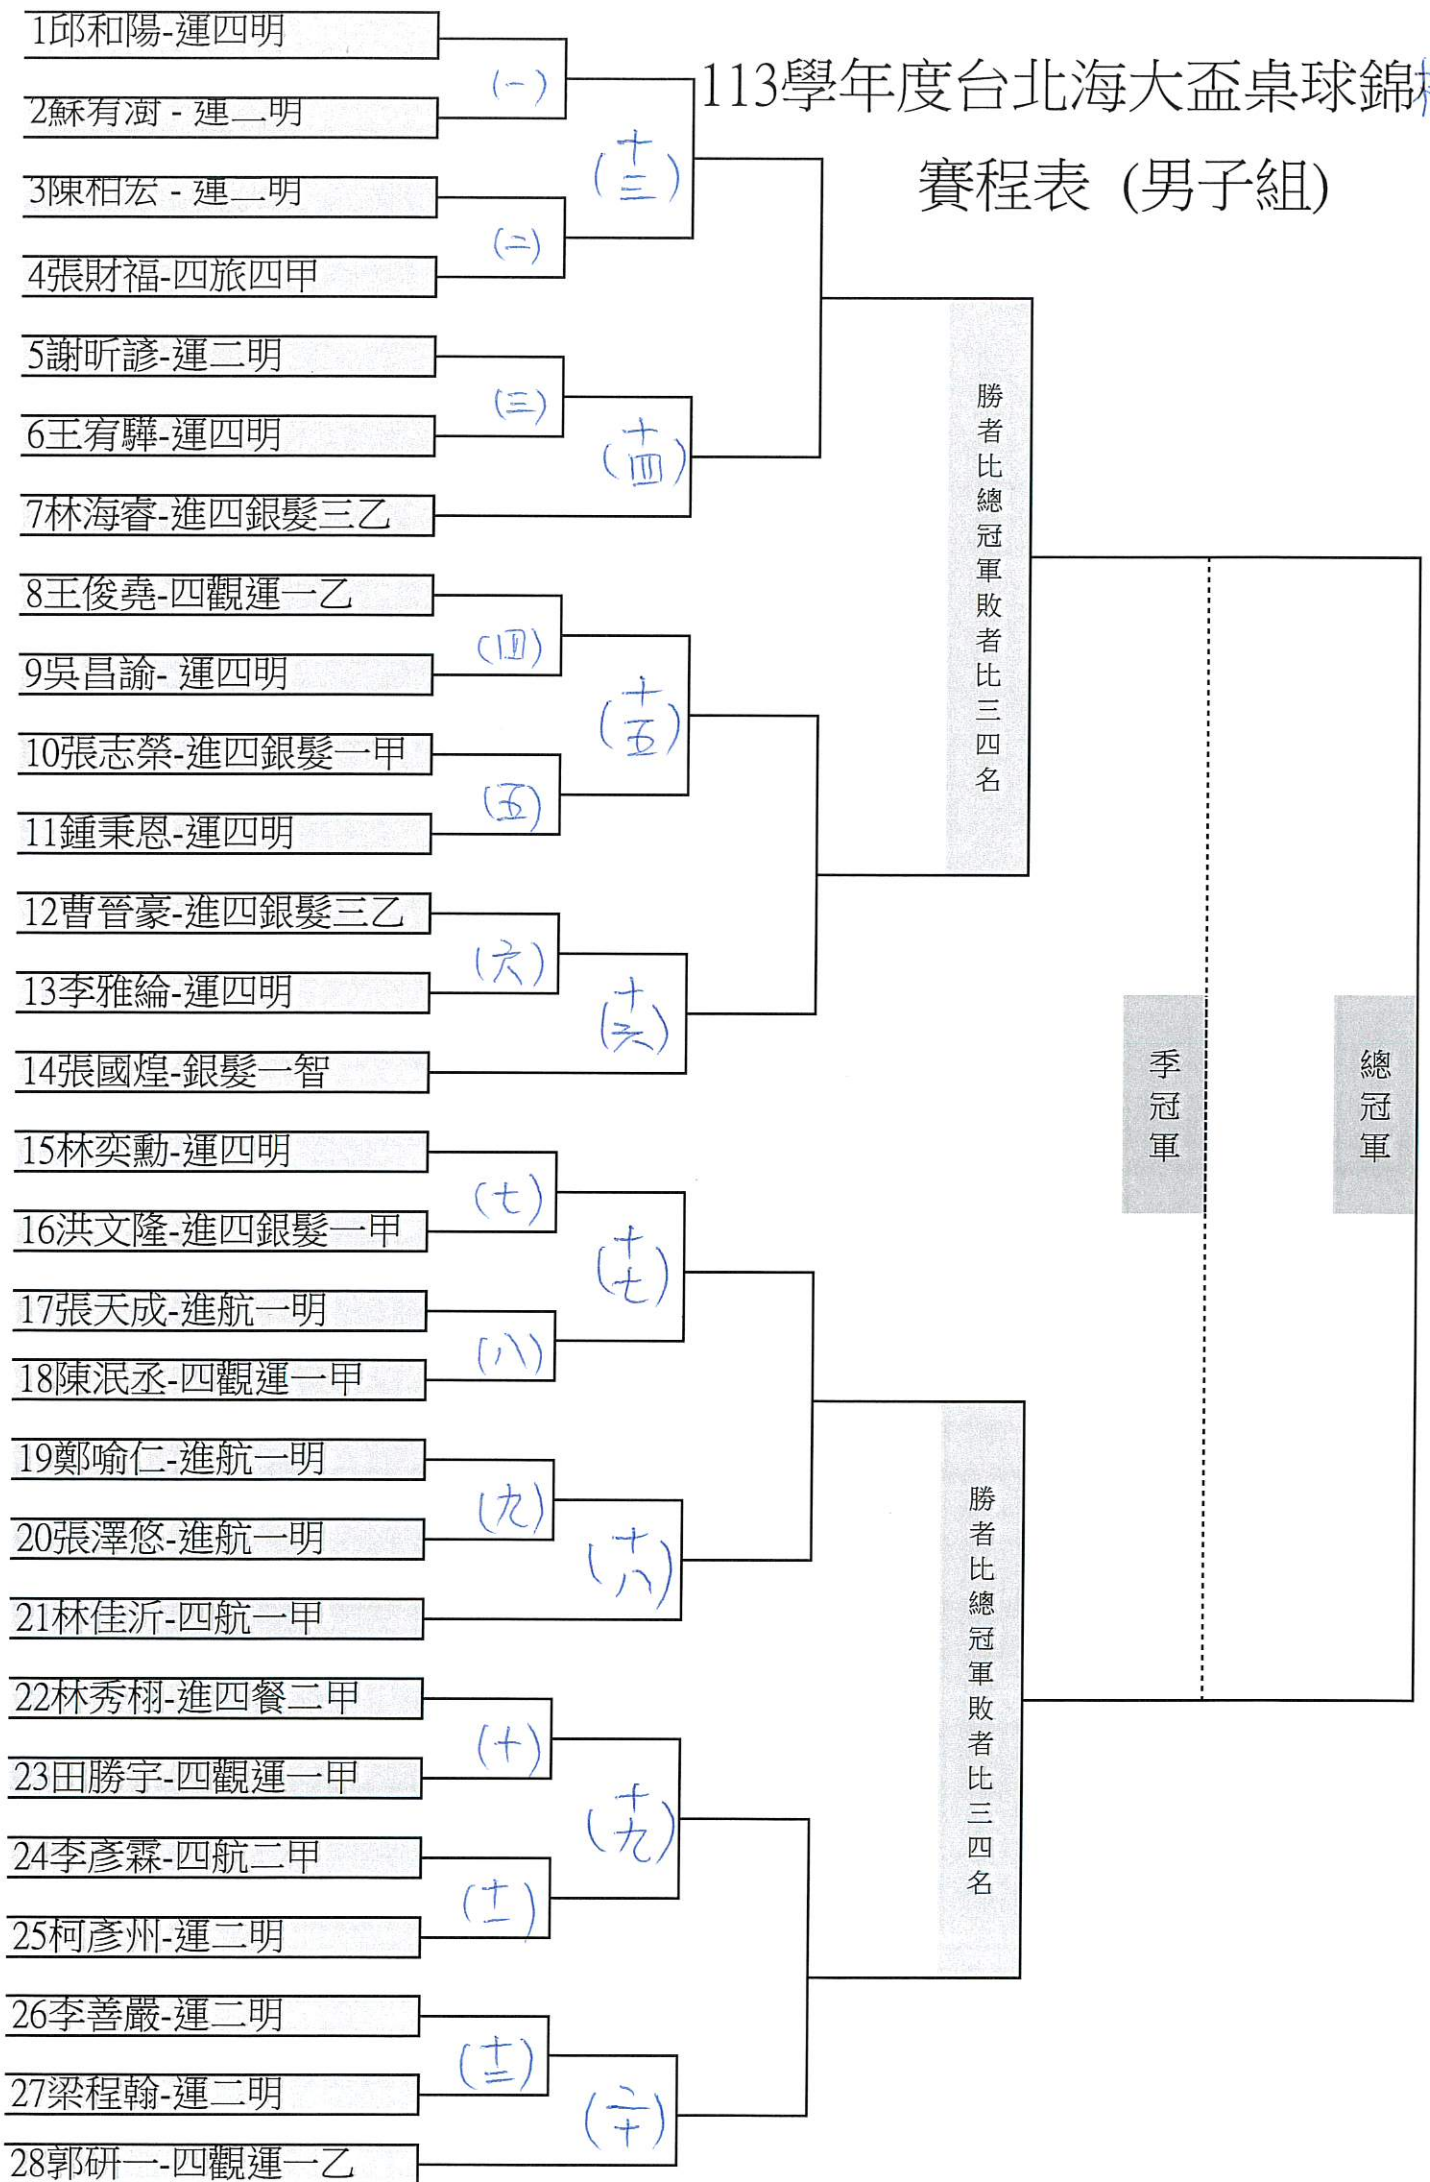 113學年度台北海大盃桌球錦
賽程表 (男子組)
1邱和陽-運四明
2蘇宥澍 - 運二明
(一)
3陳柏宏 - 運二明
4張財福-四旅四甲
(二)
(十三)
5謝昕諺-運二明
6王宥驊-運四明
(三)
7林海睿-進四銀髮三乙
(十四)
8王俊堯-四觀運一乙
9吳昌諭- 運四明
(四)
10張志榮-進四銀髮一甲
11鍾秉恩-運四明
(五)
(十五)
12曹晉豪-進四銀髮三乙
13李雅綸-運四明
(六)
14張國煌-銀髮一智
(十六)
勝者比總冠軍敗者比三四名
15林奕勳-運四明
16洪文隆-進四銀髮一甲
(七)
17張天成-進航一明
18陳泯丞-四觀運一甲
(八)
(十七)
19鄭喻仁-進航一明
20張澤悠-進航一明
(九)
21林佳沂-四航一甲
(十八)
22林秀栩-進四餐二甲
23田勝宇-四觀運一甲
(十)
24李彥霖-四航二甲
25柯彥州-運二明
(十一)
(十九)
26李善嚴-運二明
27梁程翰-運二明
(十二)
28郭研一-四觀運一乙
(二十)
勝者比總冠軍敗者比三四名
季冠軍
總冠軍